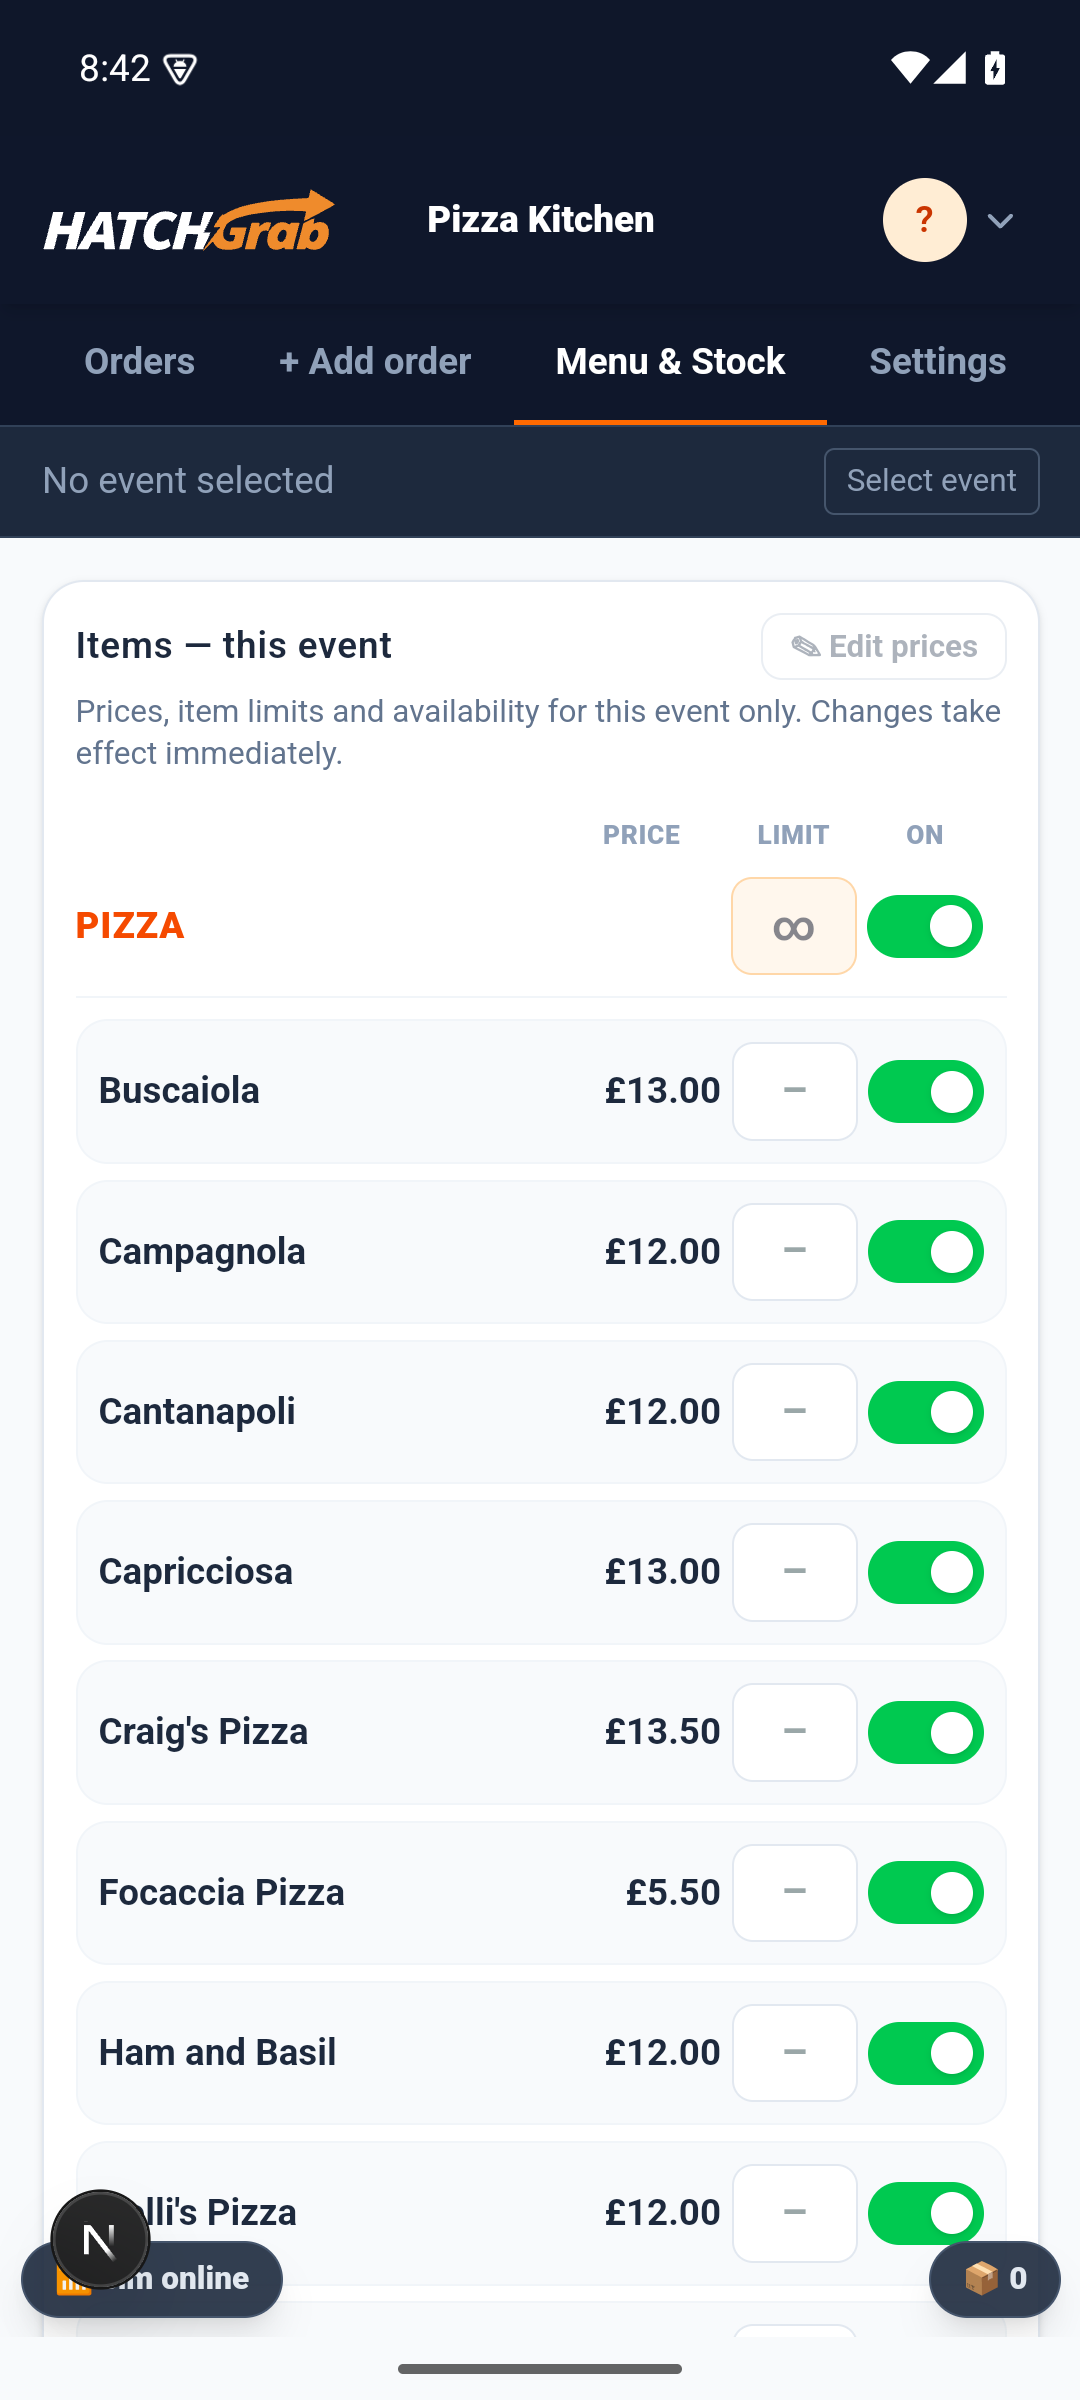 8:42
HATCHGrab
Pizza Kitchen
?
Orders
+ Add order
Menu & Stock
Settings
No event selected
Select event
Items — this event
✎ Edit prices
Prices, item limits and availability for this event only. Changes take
effect immediately.
PRICE LIMIT ON
PIZZA
∞
Buscaiola £13.00 –
Campagnola £12.00 –
Cantanapoli £12.00 –
Capricciosa £13.00 –
Craig's Pizza £13.50 –
Focaccia Pizza £5.50 –
Ham and Basil £12.00 –
Pizza £12.00 –
N
online
0